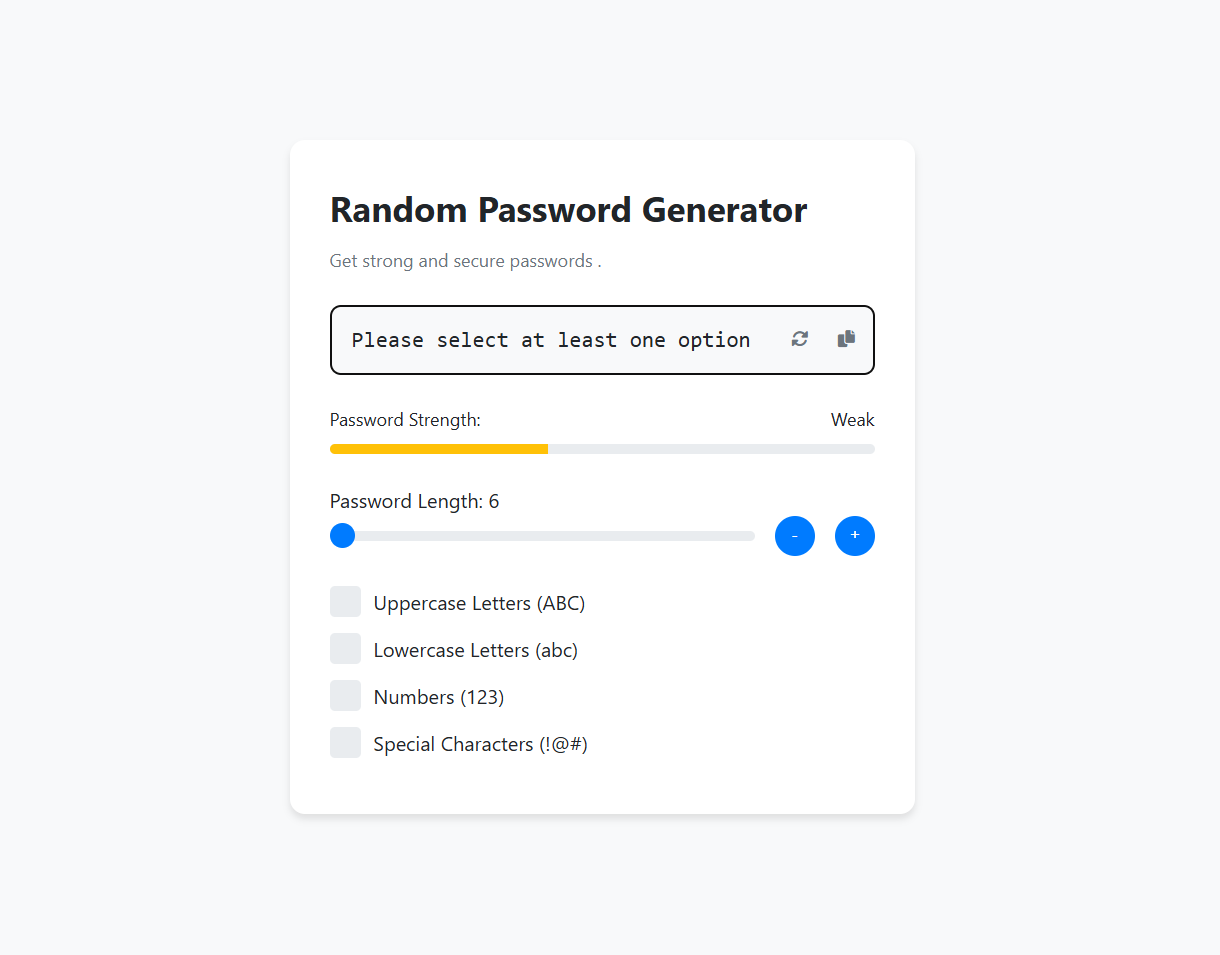 Random Password Generator
Get strong and secure passwords .
Please select at least one option
Password Strength: Weak
Password Length: 6
- +
Uppercase Letters (ABC)
Lowercase Letters (abc)
Numbers (123)
Special Characters (!@#)